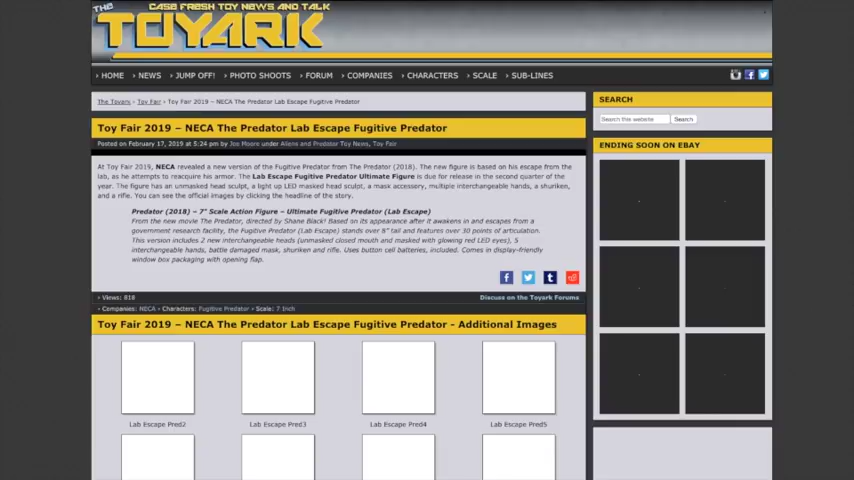 THE
CASE FRESH TOY NEWS AND TALK
TOYARK
› HOME › NEWS › JUMP OFF! › PHOTO SHOOTS › FORUM › COMPANIES › CHARACTERS › SCALE › SUB-LINES
The Toyark › Toy Fair › Toy Fair 2019 – NECA The Predator Lab Escape Fugitive Predator
Toy Fair 2019 – NECA The Predator Lab Escape Fugitive Predator
Posted on February 17, 2019 at 5:24 pm by Joe Moore under Aliens and Predator Toy News, Toy Fair
At Toy Fair 2019, NECA revealed a new version of the Fugitive Predator from The Predator (2018). The new figure is based on his escape from the
lab, as he attempts to reacquire his armor. The Lab Escape Fugitive Predator Ultimate Figure is due for release in the second quarter of the
year. The figure has an unmasked head sculpt, a light up LED masked head sculpt, a mask accessory, multiple interchangeable hands, a shuriken,
and a rifle. You can see the official images by clicking the headline of the story.
Predator (2018) – 7" Scale Action Figure – Ultimate Fugitive Predator (Lab Escape)
From the new movie The Predator, directed by Shane Black! Based on its appearance after it awakens in and escapes from a
government research facility, the Fugitive Predator (Lab Escape) stands over 8" tall and features over 30 points of articulation.
This version includes 2 new interchangeable heads (unmasked closed mouth and masked with glowing red LED eyes), 5
interchangeable hands, battle damaged mask, shuriken and rifle. Uses button cell batteries, included. Comes in display-friendly
window box packaging with opening flap.
› Views: 818
Discuss on the Toyark Forums
› Companies: NECA › Characters: Fugitive Predator › Scale: 7 Inch
Toy Fair 2019 – NECA The Predator Lab Escape Fugitive Predator - Additional Images
Lab Escape Pred2
Lab Escape Pred3
Lab Escape Pred4
Lab Escape Pred5
SEARCH
Search this website
Search
ENDING SOON ON EBAY